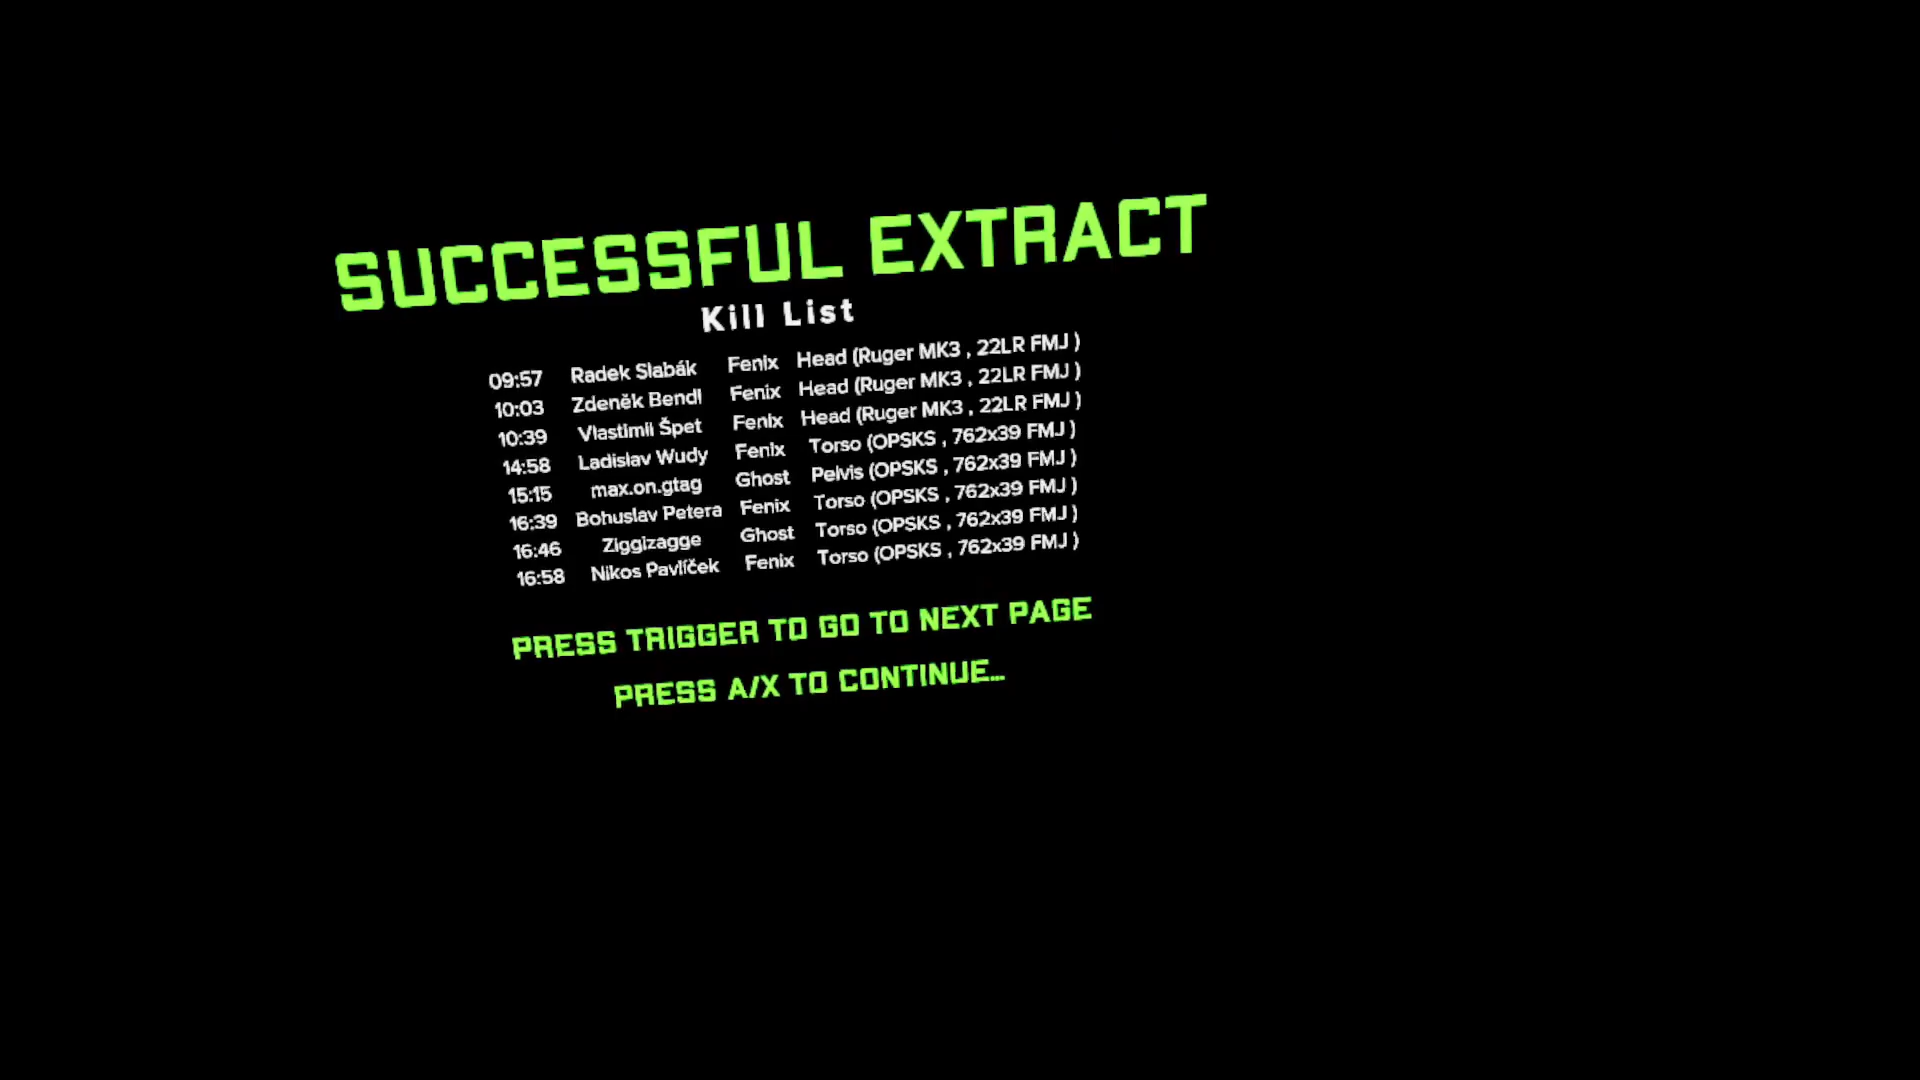 SUCCESSFUL EXTRACT
Kill List
09:57 Radek Slabák Fenix Head (Ruger MK3 , 22LR FMJ )
10:03 Zdeněk Bendl Fenix Head (Ruger MK3 , 22LR FMJ )
10:39 Vlastimil Špet Fenix Head (Ruger MK3 , 22LR FMJ )
14:58 Ladislav Wudy Fenix Torso (OPSKS , 762x39 FMJ )
15:15 max.on.gtag Ghost Pelvis (OPSKS , 762x39 FMJ )
16:39 Bohuslav Petera Fenix Torso (OPSKS , 762x39 FMJ )
16:46 Ziggizagge Ghost Torso (OPSKS , 762x39 FMJ )
16:58 Nikos Pavlíček Fenix Torso (OPSKS , 762x39 FMJ )
PRESS TRIGGER TO GO TO NEXT PAGE
PRESS A/X TO CONTINUE...